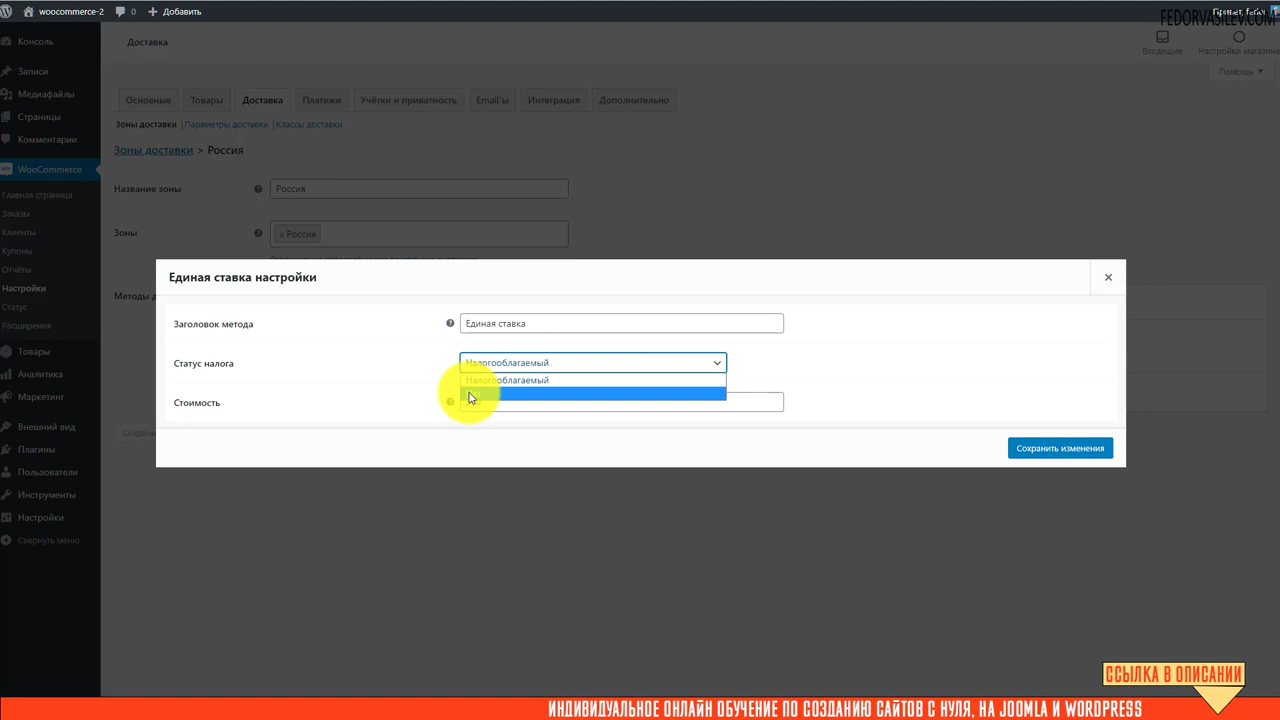 woocommerce-2 0 Добавить
FEDORVASILEV.COM
Консоль
Записи
Медиафайлы
Страницы
Комментарии
WooCommerce
Главная страница
Заказы
Клиенты
Купоны
Отчёты
Настройки
Статус
Расширения
Товары
Аналитика
Маркетинг
Внешний вид
Плагины
Пользователи
Инструменты
Настройки
Свернуть меню
Доставка
Входящие
Настройки магазина
Помощь
Основные Товары Доставка Платежи Учётки и приватность Email'ы Интеграция Дополнительно
Зоны доставки | Параметры доставки | Классы доставки
Зоны доставки > Россия
Название зоны ? Россия
Зоны ? × Россия
Методы
Единая ставка настройки
Заголовок метода ? Единая ставка
Статус налога Налогооблагаемый
Налогооблагаемый
Стоимость ?
Сохранить изменения
ССЫЛКА В ОПИСАНИИ
ИНДИВИДУАЛЬНОЕ ОНЛАЙН ОБУЧЕНИЕ ПО СОЗДАНИЮ САЙТОВ С НУЛЯ, НА JOOMLA И WORDPRESS